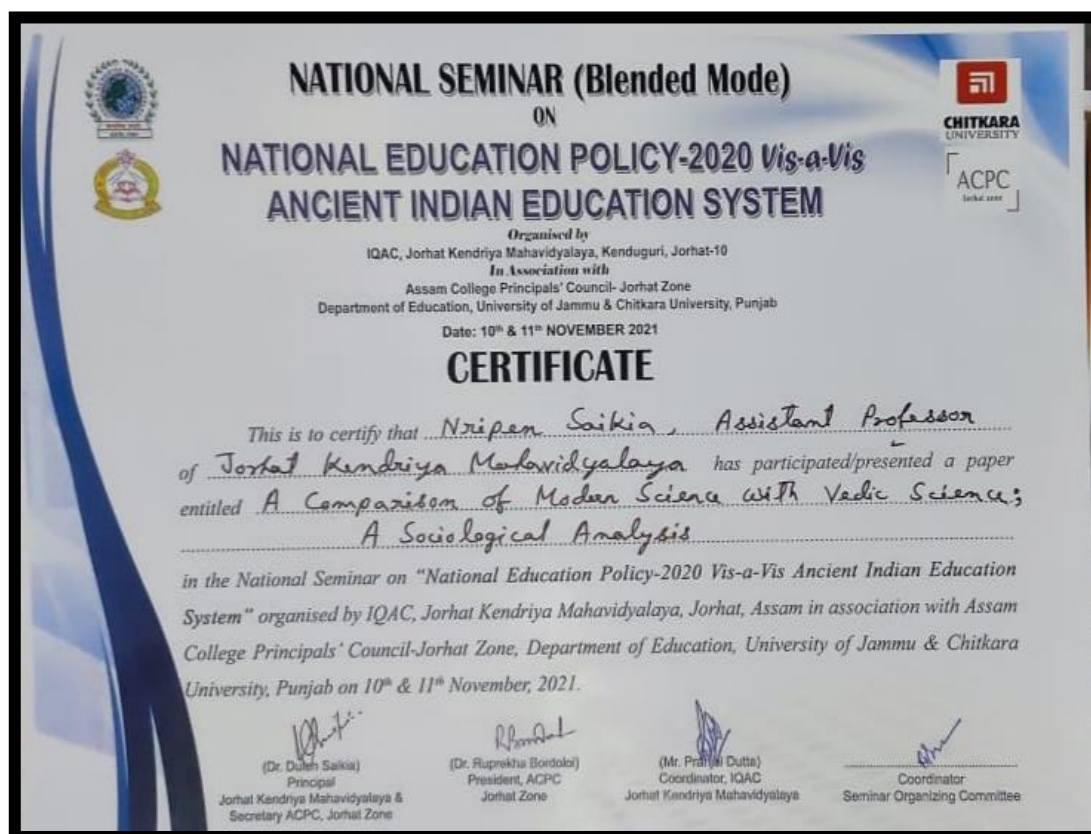 NATIONAL SEMINAR (Blended Mode)
ON
NATIONAL EDUCATION POLICY-2020 Vis-a-Vis
ANCIENT INDIAN EDUCATION SYSTEM
CHITKARA
UNIVERSITY
ACPC
Jorhat zone
Organised by
IQAC, Jorhat Kendriya Mahavidyalaya, Kenduguri, Jorhat-10
In Association with
Assam College Principals' Council- Jorhat Zone
Department of Education, University of Jammu & Chitkara University, Punjab
Date: 10th & 11th NOVEMBER 2021
CERTIFICATE
This is to certify that Nripen Saikia, Assistant Professor
of Jorhat Kendriya Mahavidyalaya has participated/presented a paper
entitled A Comparison of Modern Science with Vedic Science;
A Sociological Analysis
in the National Seminar on "National Education Policy-2020 Vis-a-Vis Ancient Indian Education
System" organised by IQAC, Jorhat Kendriya Mahavidyalaya, Jorhat, Assam in association with Assam
College Principals' Council-Jorhat Zone, Department of Education, University of Jammu & Chitkara
University, Punjab on 10th & 11th November, 2021.
(Dr. Duleh Saikia)
Principal
Jorhat Kendriya Mahavidyalaya &
Secretary ACPC, Jorhat Zone
(Dr. Ruprekha Bordoloi)
President, ACPC
Jorhat Zone
(Mr. Dutta)
Coordinator, IQAC
Jorhat Kendriya Mahavidyalaya
Coordinator
Seminar Organizing Committee